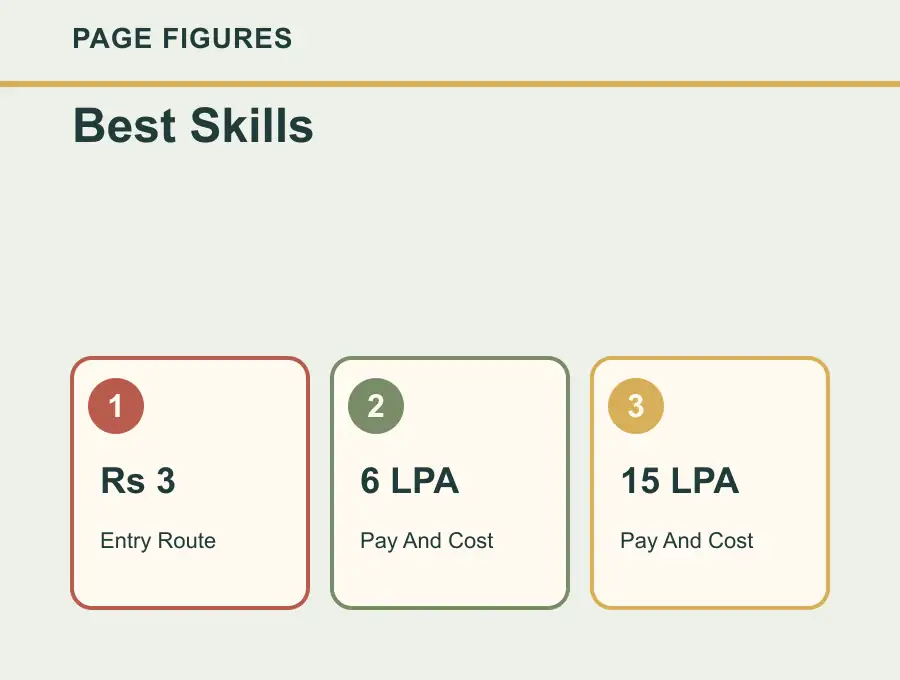 PAGE FIGURES
Best Skills
1
Rs 3
Entry Route
2
6 LPA
Pay And Cost
3
15 LPA
Pay And Cost